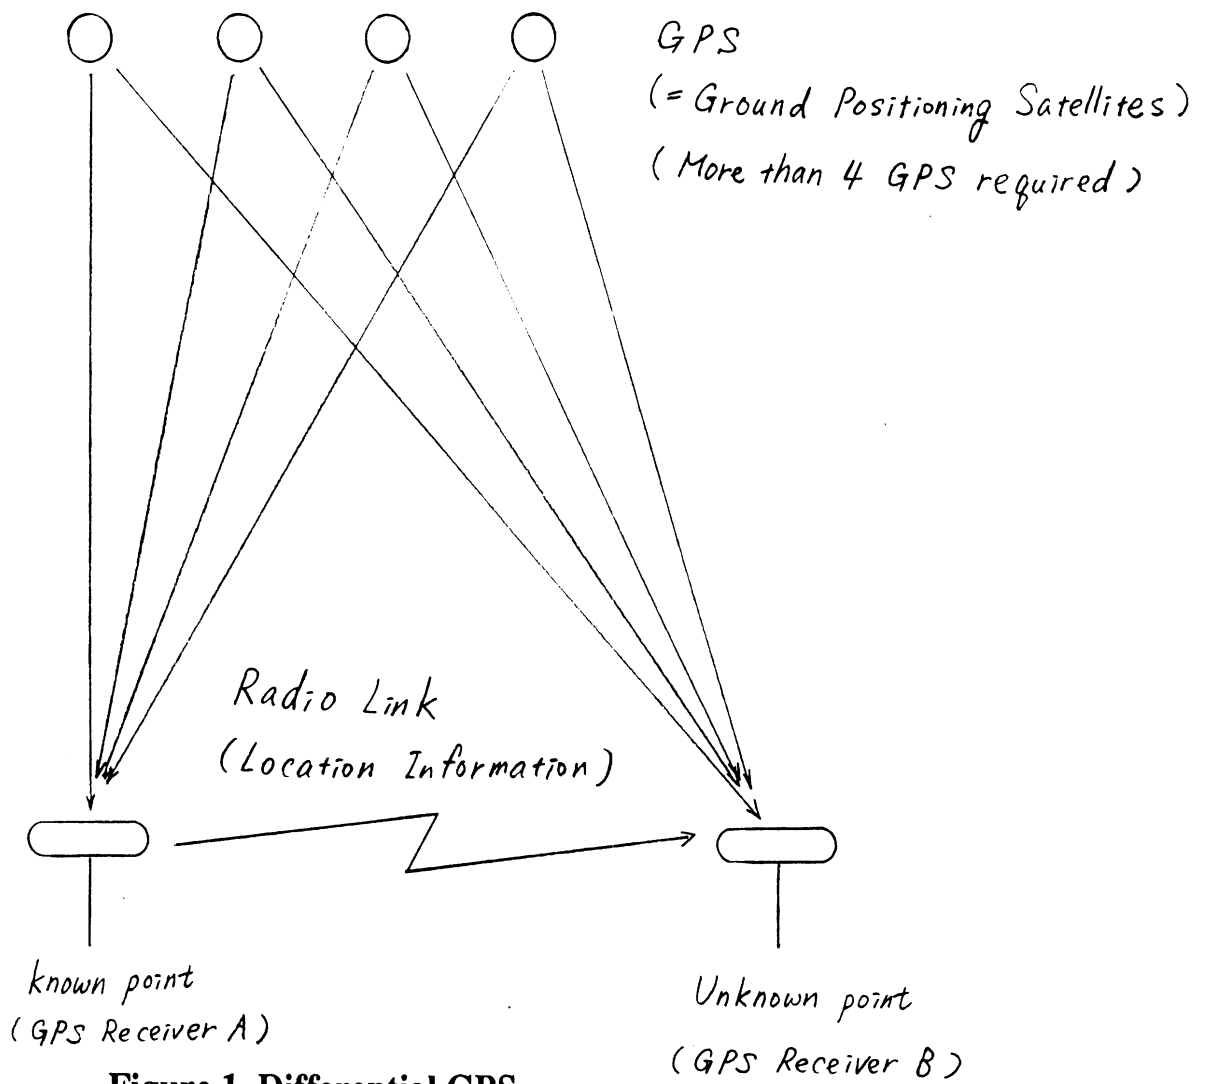 GPS
(= Ground Positioning Satellites)
(More than 4 GPS required)
Radio Link
(Location Information)
known point
(GPS Receiver A)
Unknown point
(GPS Receiver B)
Figure 1 Differential GPS